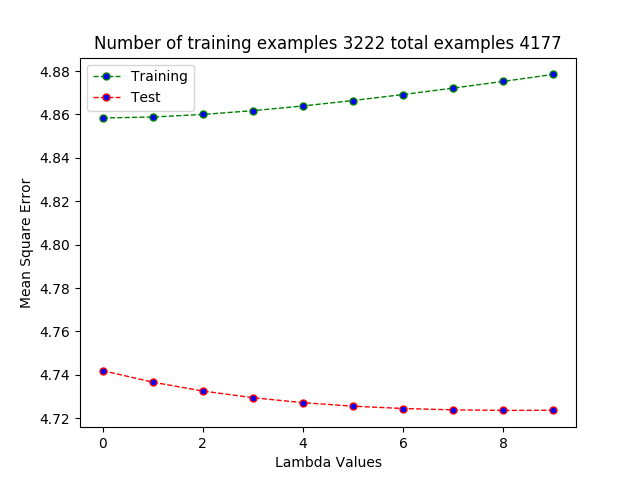 Number of training examples 3222 total examples 4177
Training
Test
4.88
4.86
4.84
4.82
4.80
4.78
4.76
4.74
4.72
Mean Square Error
0 2 4 6 8
Lambda Values